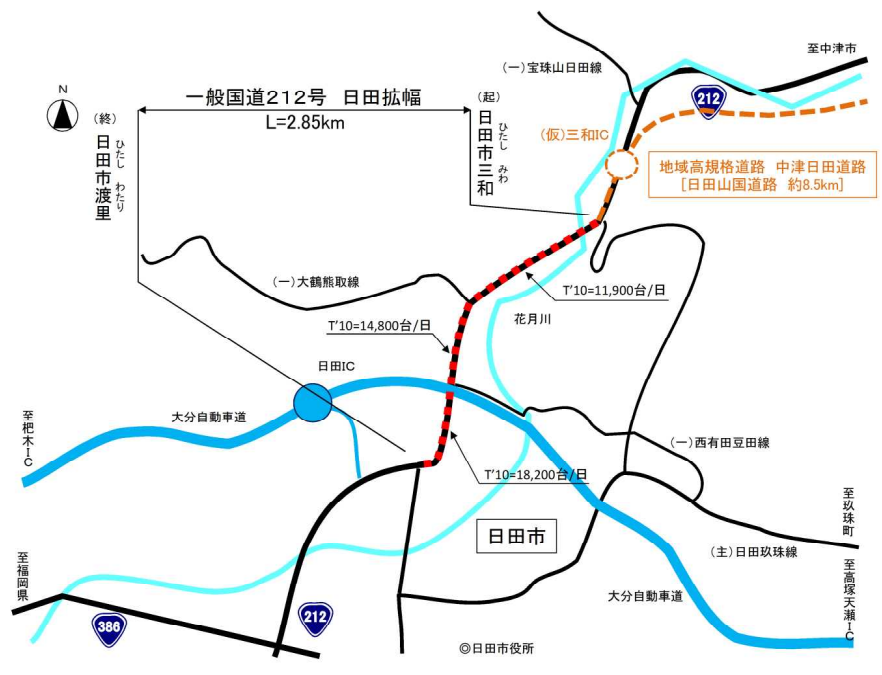 至中津市
(一)宝珠山日田線
N
一般国道212号 日田拡幅
L=2.85km
(起)
日田市三和
ひたし みわ
(終)
日田市渡里
ひたし わたり
212
(仮)三和IC
地域高規格道路 中津日田道路
[日田山国道路 約8.5km]
(一)大鶴熊取線
T'10=11,900台/日
花月川
T'10=14,800台/日
日田IC
大分自動車道
至杷木IC
(一)西有田豆田線
T'10=18,200台/日
至玖珠町
日田市
(主)日田玖珠線
至福岡県
大分自動車道
至高塚天瀬IC
386
212
◎日田市役所